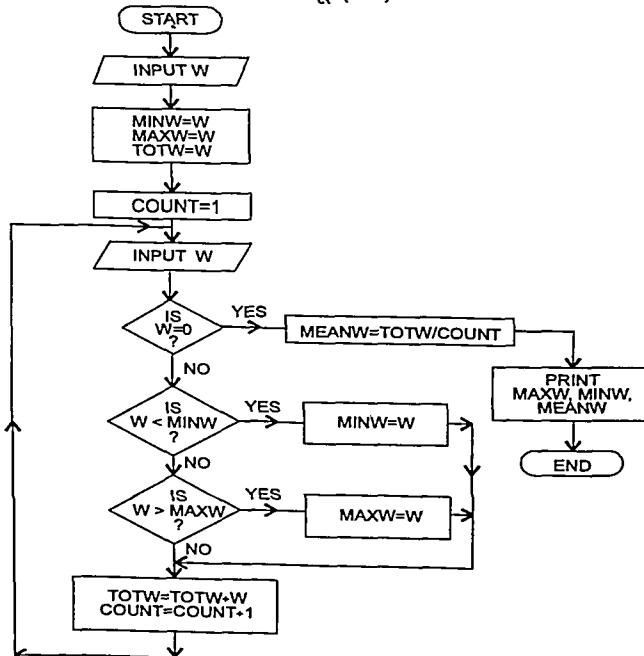 START
INPUT W
MINW=W
MAXW=W
TOTW=W
COUNT=1
INPUT W
IS
W=0
?
YES
MEANW=TOTW/COUNT
NO
PRINT
MAXW, MINW,
MEANW
END
IS
W < MINW
?
YES
MINW=W
NO
IS
W > MAXW
?
YES
MAXW=W
NO
TOTW=TOTW+W
COUNT=COUNT+1